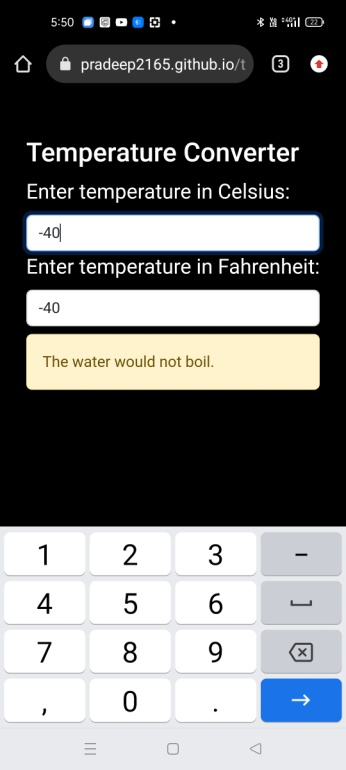 5:50
22
pradeep2165.github.io/t
3
Temperature Converter
Enter temperature in Celsius:
-40
Enter temperature in Fahrenheit:
-40
The water would not boil.
1 2 3 −
4 5 6
7 8 9
, 0 .